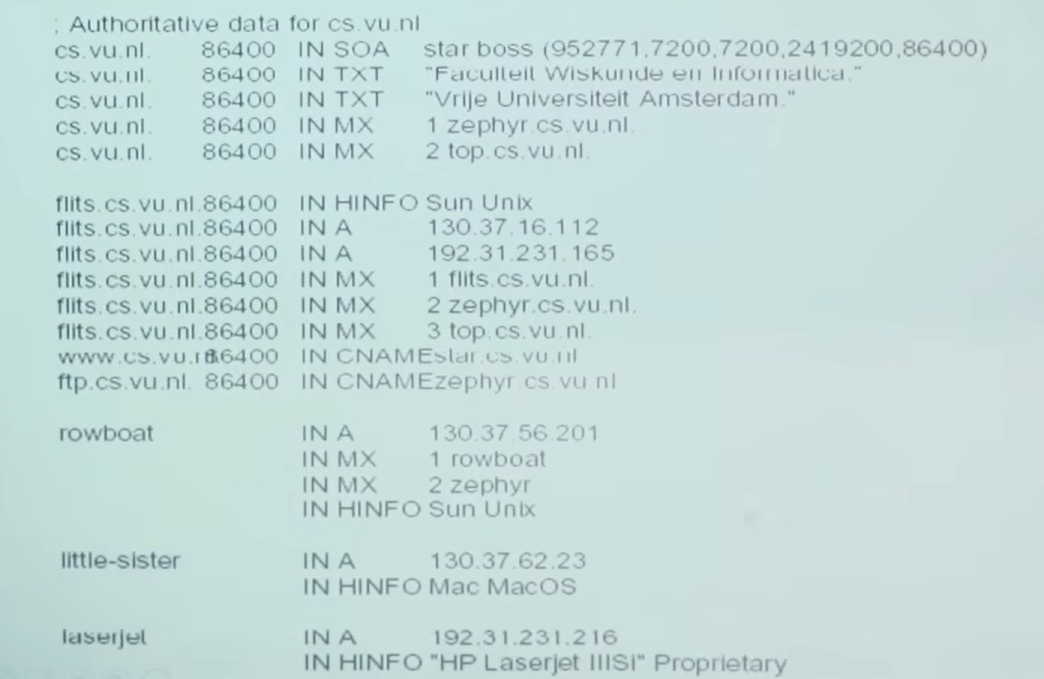 ; Authoritative data for cs.vu.nl
cs.vu.nl. 86400 IN SOA star boss (952771,7200,7200,2419200,86400)
cs.vu.nl. 86400 IN TXT "Faculteit Wiskunde en Informatica."
cs.vu.nl. 86400 IN TXT "Vrije Universiteit Amsterdam."
cs.vu.nl. 86400 IN MX 1 zephyr.cs.vu.nl.
cs.vu.nl. 86400 IN MX 2 top.cs.vu.nl.
flits.cs.vu.nl.86400 IN HINFO Sun Unix
flits.cs.vu.nl.86400 IN A 130.37.16.112
flits.cs.vu.nl.86400 IN A 192.31.231.165
flits.cs.vu.nl.86400 IN MX 1 flits.cs.vu.nl.
flits.cs.vu.nl.86400 IN MX 2 zephyr.cs.vu.nl.
flits.cs.vu.nl.86400 IN MX 3 top.cs.vu.nl.
www.cs.vu.nl86400 IN CNAMEstar.cs.vu.nl
ftp.cs.vu.nl. 86400 IN CNAMEzephyr.cs.vu.nl
rowboat IN A 130.37.56.201
IN MX 1 rowboat
IN MX 2 zephyr
IN HINFO Sun Unix
little-sister IN A 130.37.62.23
IN HINFO Mac MacOS
laserjet IN A 192.31.231.216
IN HINFO "HP Laserjet IIISi" Proprietary